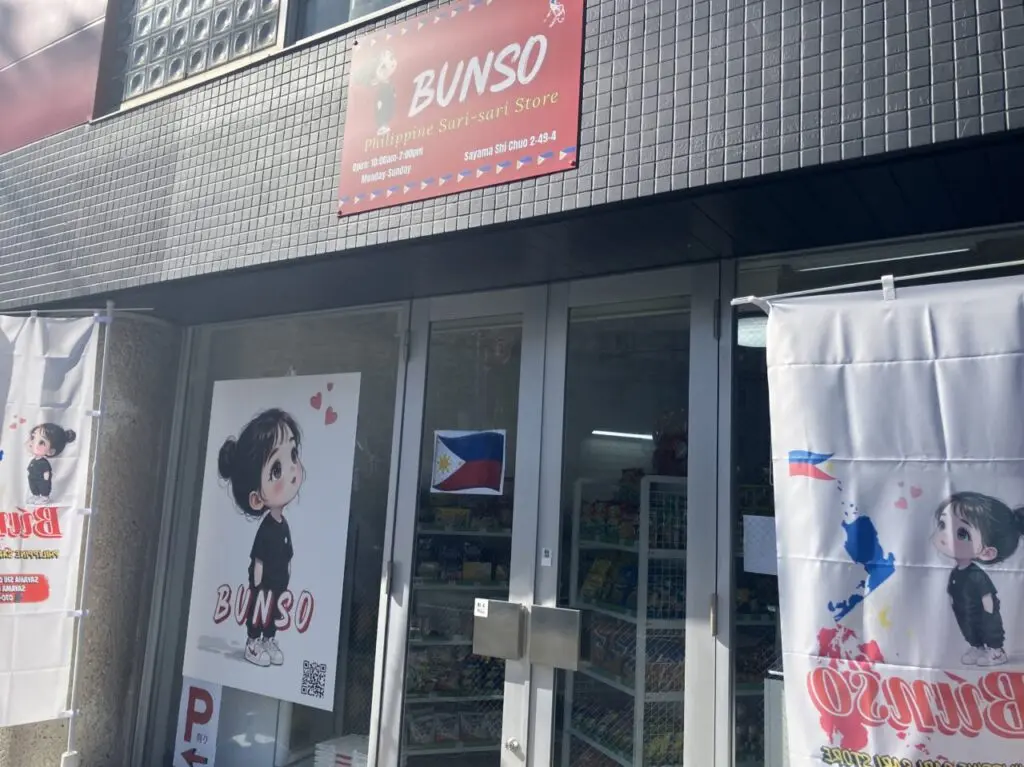 BUNSO
Philippine Sari-sari Store
Open: 10:00am-7:00pm
Monday-Sunday
Sayama Shi Chuo 2-49-4
BUNSO
P
Bunso